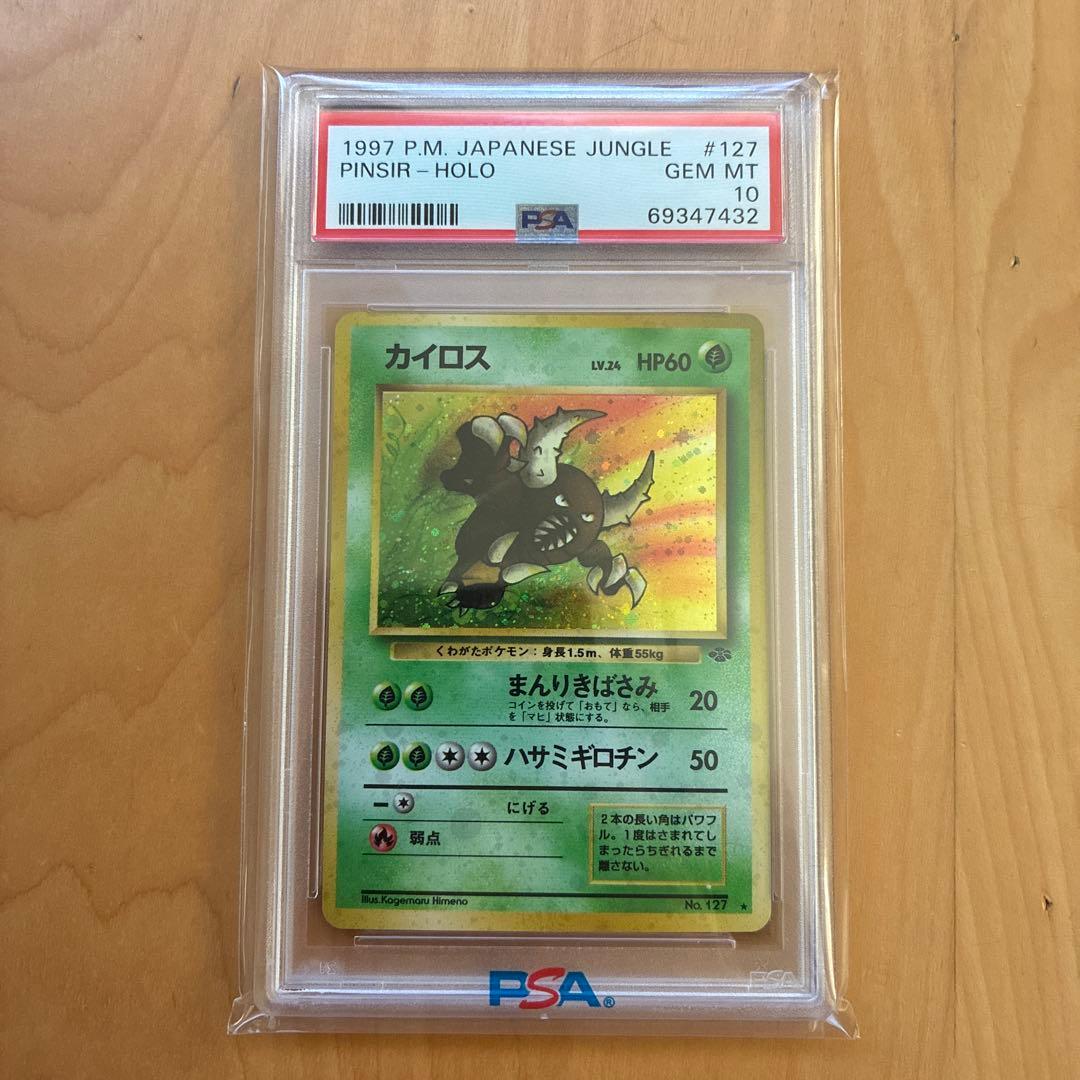 1997 P.M. JAPANESE JUNGLE #127
PINSIR - HOLO GEM MT
10
PSA 69347432
カイロス LV.24 HP60
くわがたポケモン：身長1.5m、体重55kg
まんりきばさみ 20
コインを投げて「おもて」なら、相手
を「マヒ」状態にする。
ハサミギロチン 50
にげる
弱点
2本の長い角はパワフ
ル。1度はさまれてし
まったらちぎれるまで
離さない。
Illus.Kagemaru Himeno
No.127 ★
PSA
PSA®